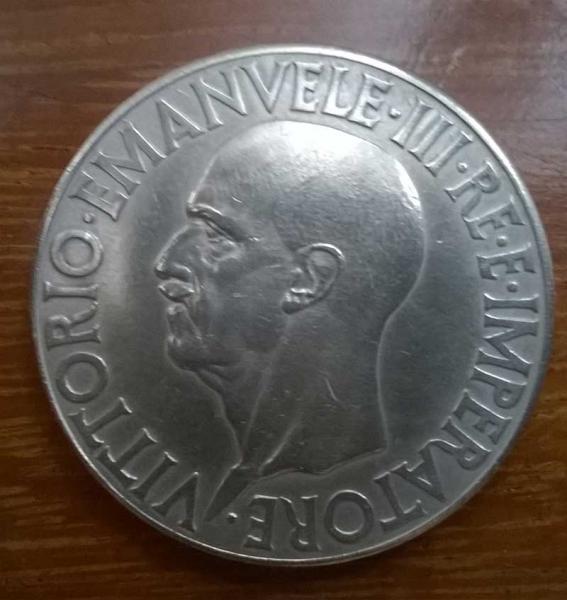 VITTORIO · EMANVELE · III · RE · E · IMPERATORE ·